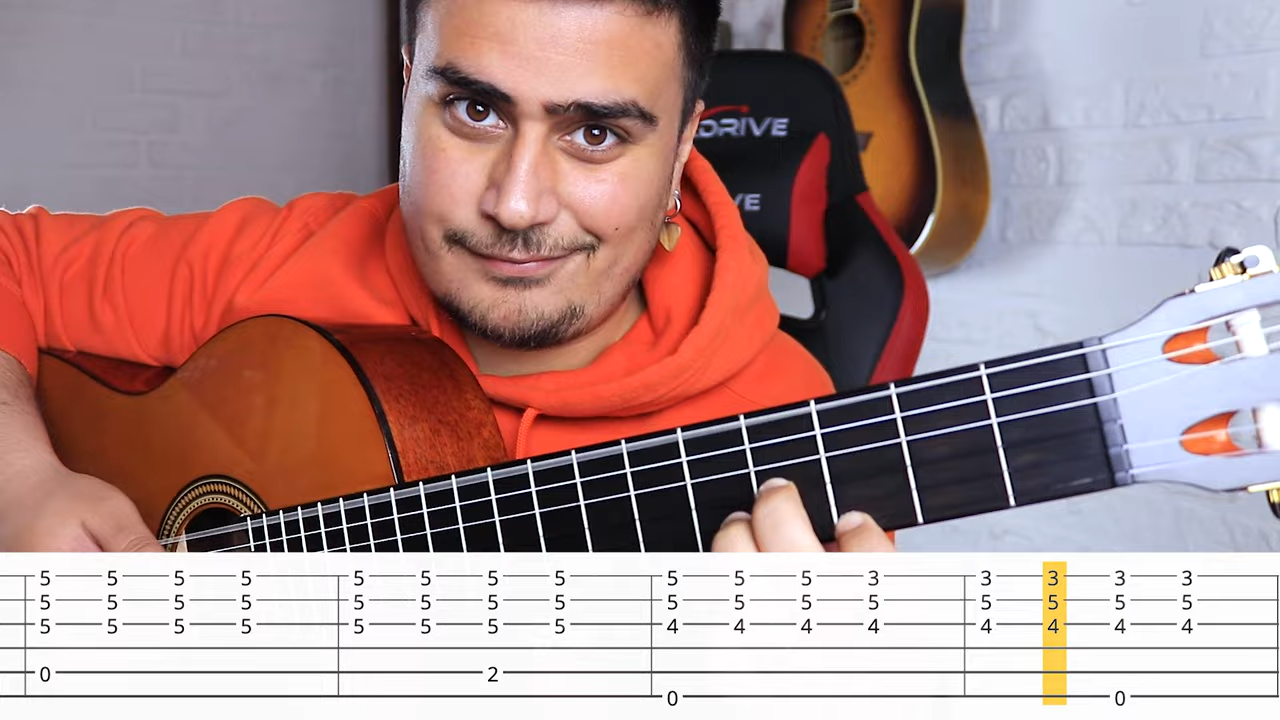 DRIVE
VE
5 5 5 5 5 5 5 5 5 5 5 3 3 3 3 3
5 5 5 5 5 5 5 5 5 5 5 5 5 5 5 5
5 5 5 5 5 5 5 5 4 4 4 4 4 4 4 4
0 2
0 0